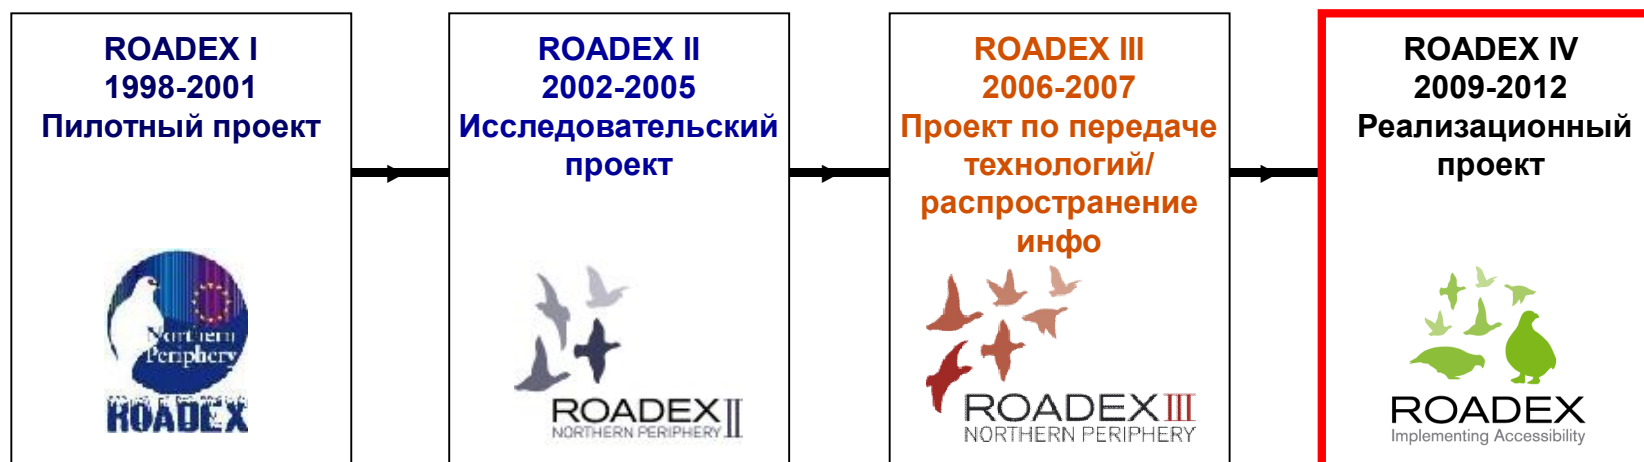 ROADEX I
1998-2001
Пилотный проект
Northern
Periphery
ROADEX
ROADEX II
2002-2005
Исследовательский
проект
ROADEX II
NORTHERN PERIPHERY
ROADEX III
2006-2007
Проект по передаче
технологий/
распространение
инфо
ROADEX III
NORTHERN PERIPHERY
ROADEX IV
2009-2012
Реализационный
проект
ROADEX
Implementing Accessibility